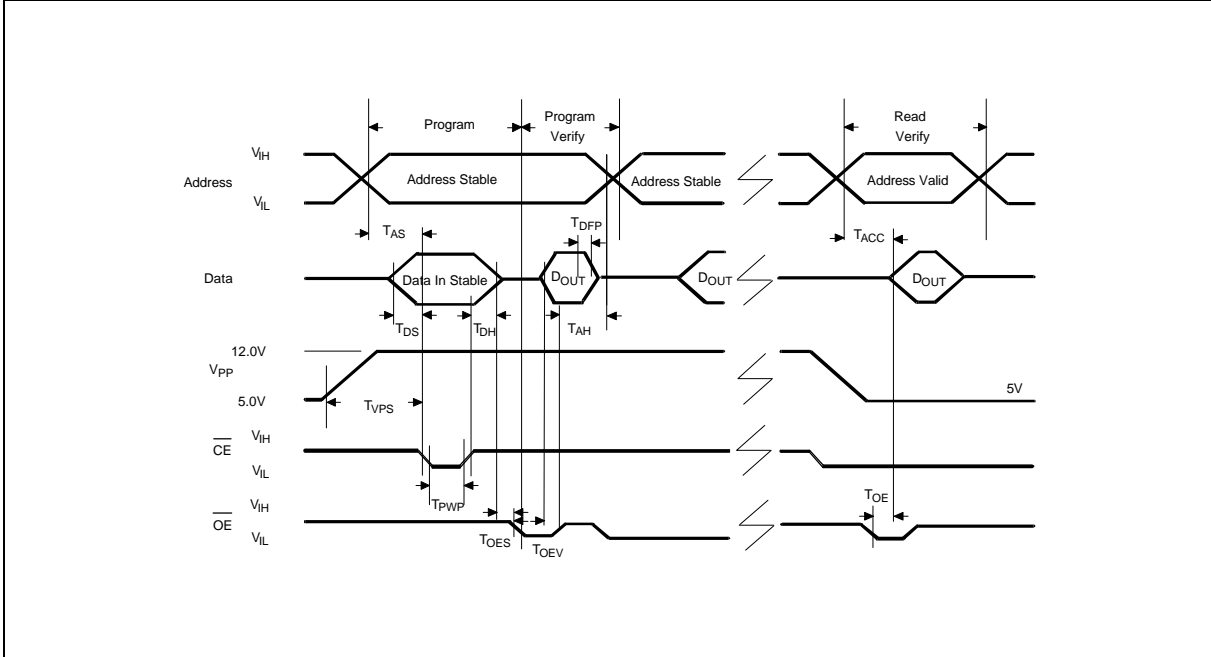 Program
Program
Verify
Read
Verify
VIH
Address
VIL
Address Stable
Address Stable
Address Valid
TAS
TDFP
TACC
Data
Data In Stable
DOUT
DOUT
DOUT
TDS
TDH
TAH
12.0V
VPP
5.0V
TVPS
5V
VIH
CE
VIL
TPWP
VIH
OE
VIL
TOES
TOEV
TOE